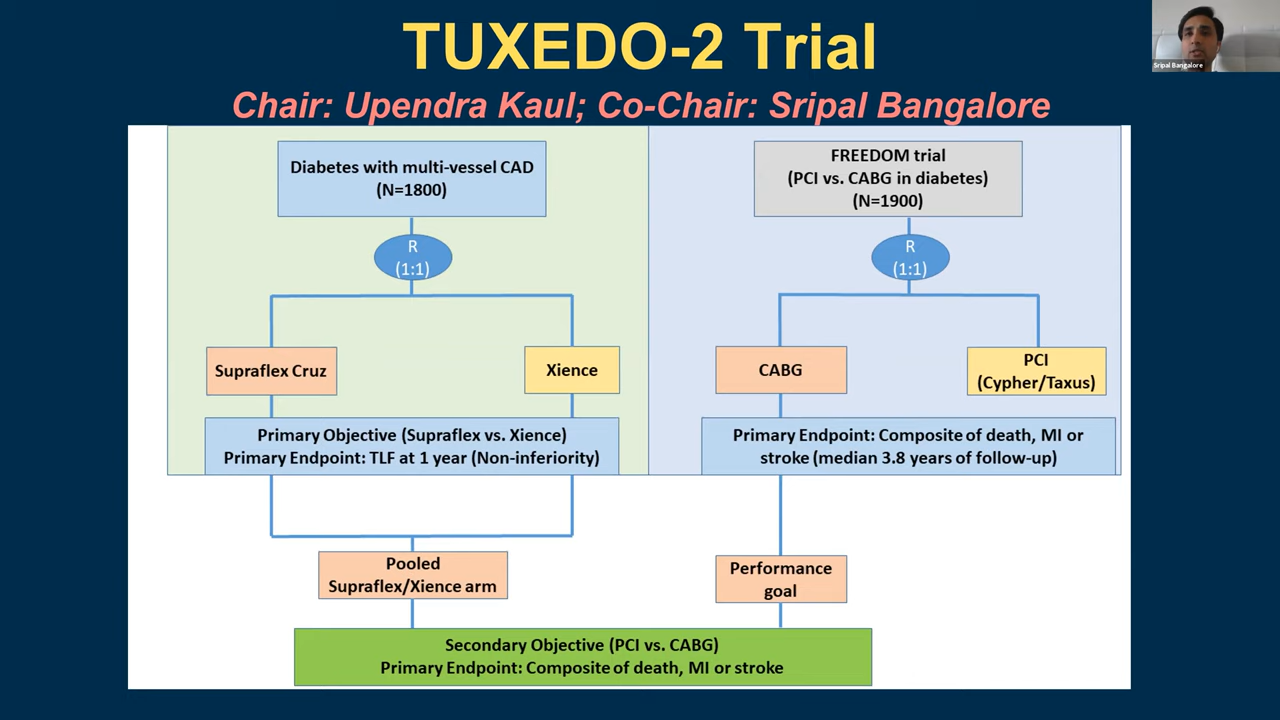 TUXEDO-2 Trial
Sripal Bangalore
Chair: Upendra Kaul; Co-Chair: Sripal Bangalore
Diabetes with multi-vessel CAD
(N=1800)
R
(1:1)
Supraflex Cruz
Xience
Primary Objective (Supraflex vs. Xience)
Primary Endpoint: TLF at 1 year (Non-inferiority)
Pooled
Supraflex/Xience arm
FREEDOM trial
(PCI vs. CABG in diabetes)
(N=1900)
R
(1:1)
CABG
PCI
(Cypher/Taxus)
Primary Endpoint: Composite of death, MI or
stroke (median 3.8 years of follow-up)
Performance
goal
Secondary Objective (PCI vs. CABG)
Primary Endpoint: Composite of death, MI or stroke